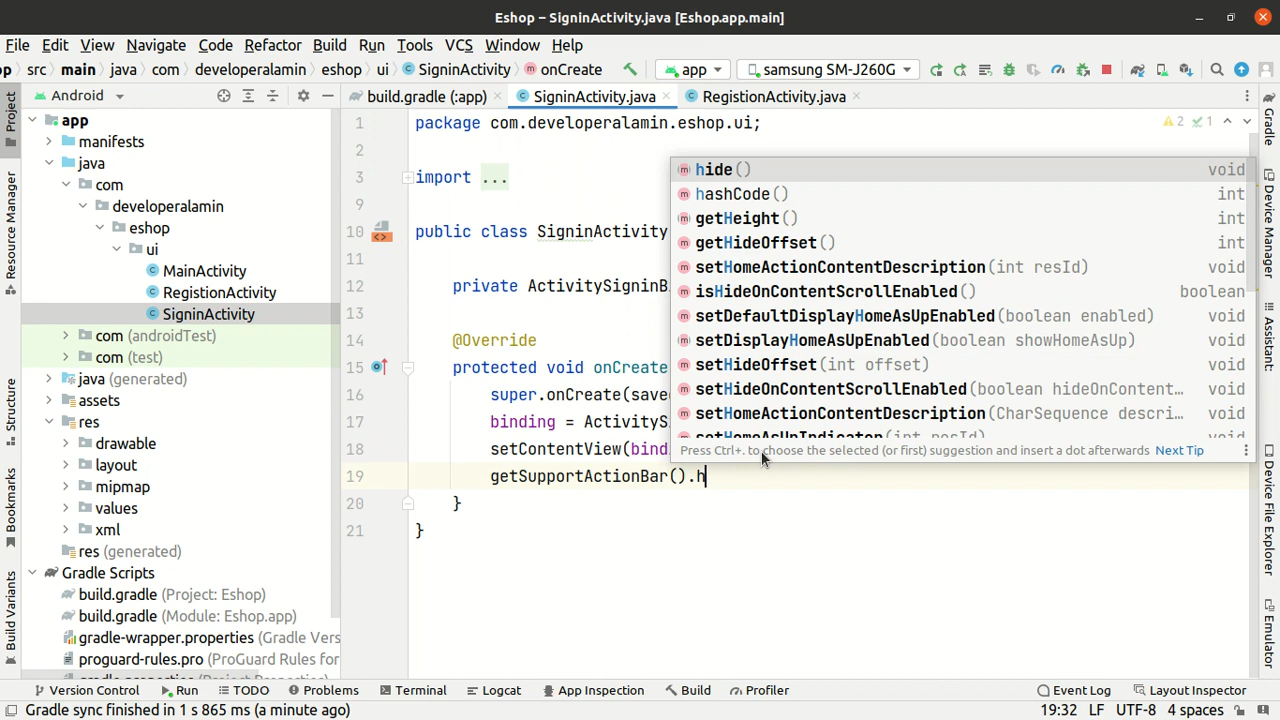 Eshop – SigninActivity.java [Eshop.app.main]
File Edit View Navigate Code Refactor Build Run Tools VCS Window Help
src main java com developeralamin eshop ui SigninActivity onCreate app samsung SM-J260G
Android build.gradle (:app) SigninActivity.java RegistionActivity.java
Project
Resource Manager
Structure
Bookmarks
Build Variants
app
manifests
java
com
developeralamin
eshop
ui
MainActivity
RegistionActivity
SigninActivity
com (androidTest)
com (test)
java (generated)
assets
res
drawable
layout
mipmap
values
xml
res (generated)
Gradle Scripts
build.gradle (Project: Eshop)
build.gradle (Module: Eshop.app)
gradle-wrapper.properties (Gradle Vers
proguard-rules.pro (ProGuard Rules for
2 1
1 package com.developeralamin.eshop.ui;
2
3 import ...
9
10 public class SigninActivity
11
12 private ActivitySigninB
13
14 @Override
15 protected void onCreate
16 super.onCreate(save
17 binding = ActivityS
18 setContentView(bind
19 getSupportActionBar().h
20 }
21 }
hide() void
hashCode() int
getHeight() int
getHideOffset() int
setHomeActionContentDescription(int resId) void
isHideOnContentScrollEnabled() boolean
setDefaultDisplayHomeAsUpEnabled(boolean enabled) void
setDisplayHomeAsUpEnabled(boolean showHomeAsUp) void
setHideOffset(int offset) void
setHideOnContentScrollEnabled(boolean hideOnContent... void
setHomeActionContentDescription(CharSequence descri... void
setHomeAsUpIndicator(int resId) void
Press Ctrl+. to choose the selected (or first) suggestion and insert a dot afterwards Next Tip
Gradle
Device Manager
Assistants
Device File Explorer
Emulator
Version Control Run TODO Problems Terminal Logcat App Inspection Build Profiler Event Log Layout Inspector
Gradle sync finished in 1 s 865 ms (a minute ago) 19:32 LF UTF-8 4 spaces